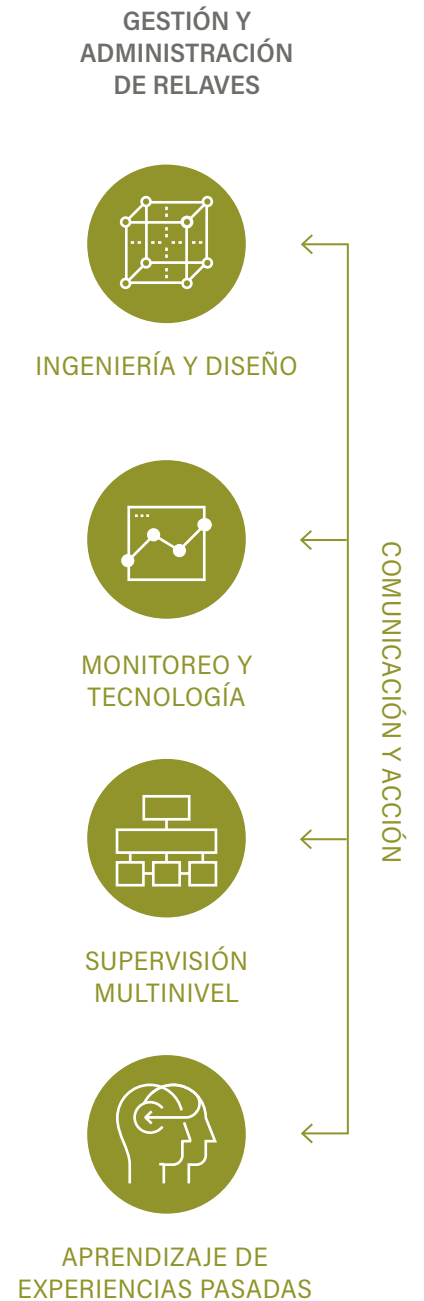 GESTIÓN Y
ADMINISTRACIÓN
DE RELAVES
INGENIERÍA Y DISEÑO
MONITOREO Y
TECNOLOGÍA
SUPERVISIÓN
MULTINIVEL
APRENDIZAJE DE
EXPERIENCIAS PASADAS
COMUNICACIÓN Y ACCIÓN